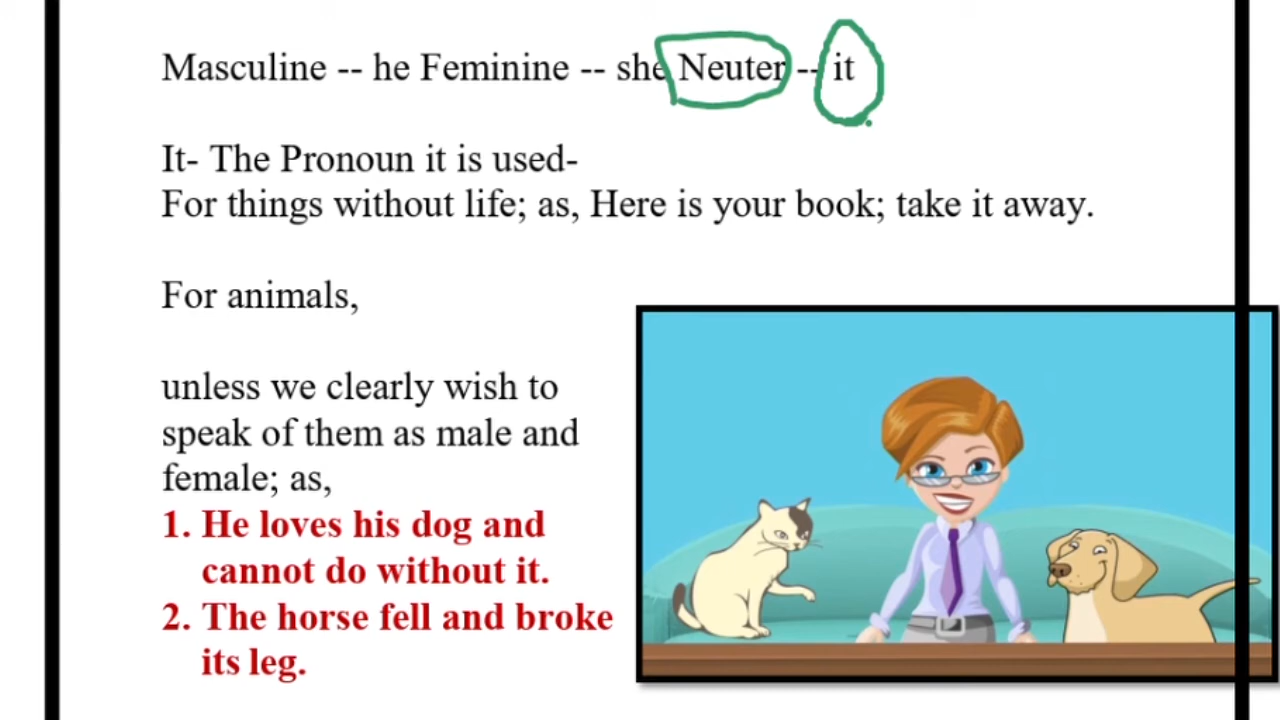 Masculine -- he Feminine -- she Neuter -- it
It- The Pronoun it is used-
For things without life; as, Here is your book; take it away.
For animals,
unless we clearly wish to
speak of them as male and
female; as,
1. He loves his dog and
cannot do without it.
2. The horse fell and broke
its leg.